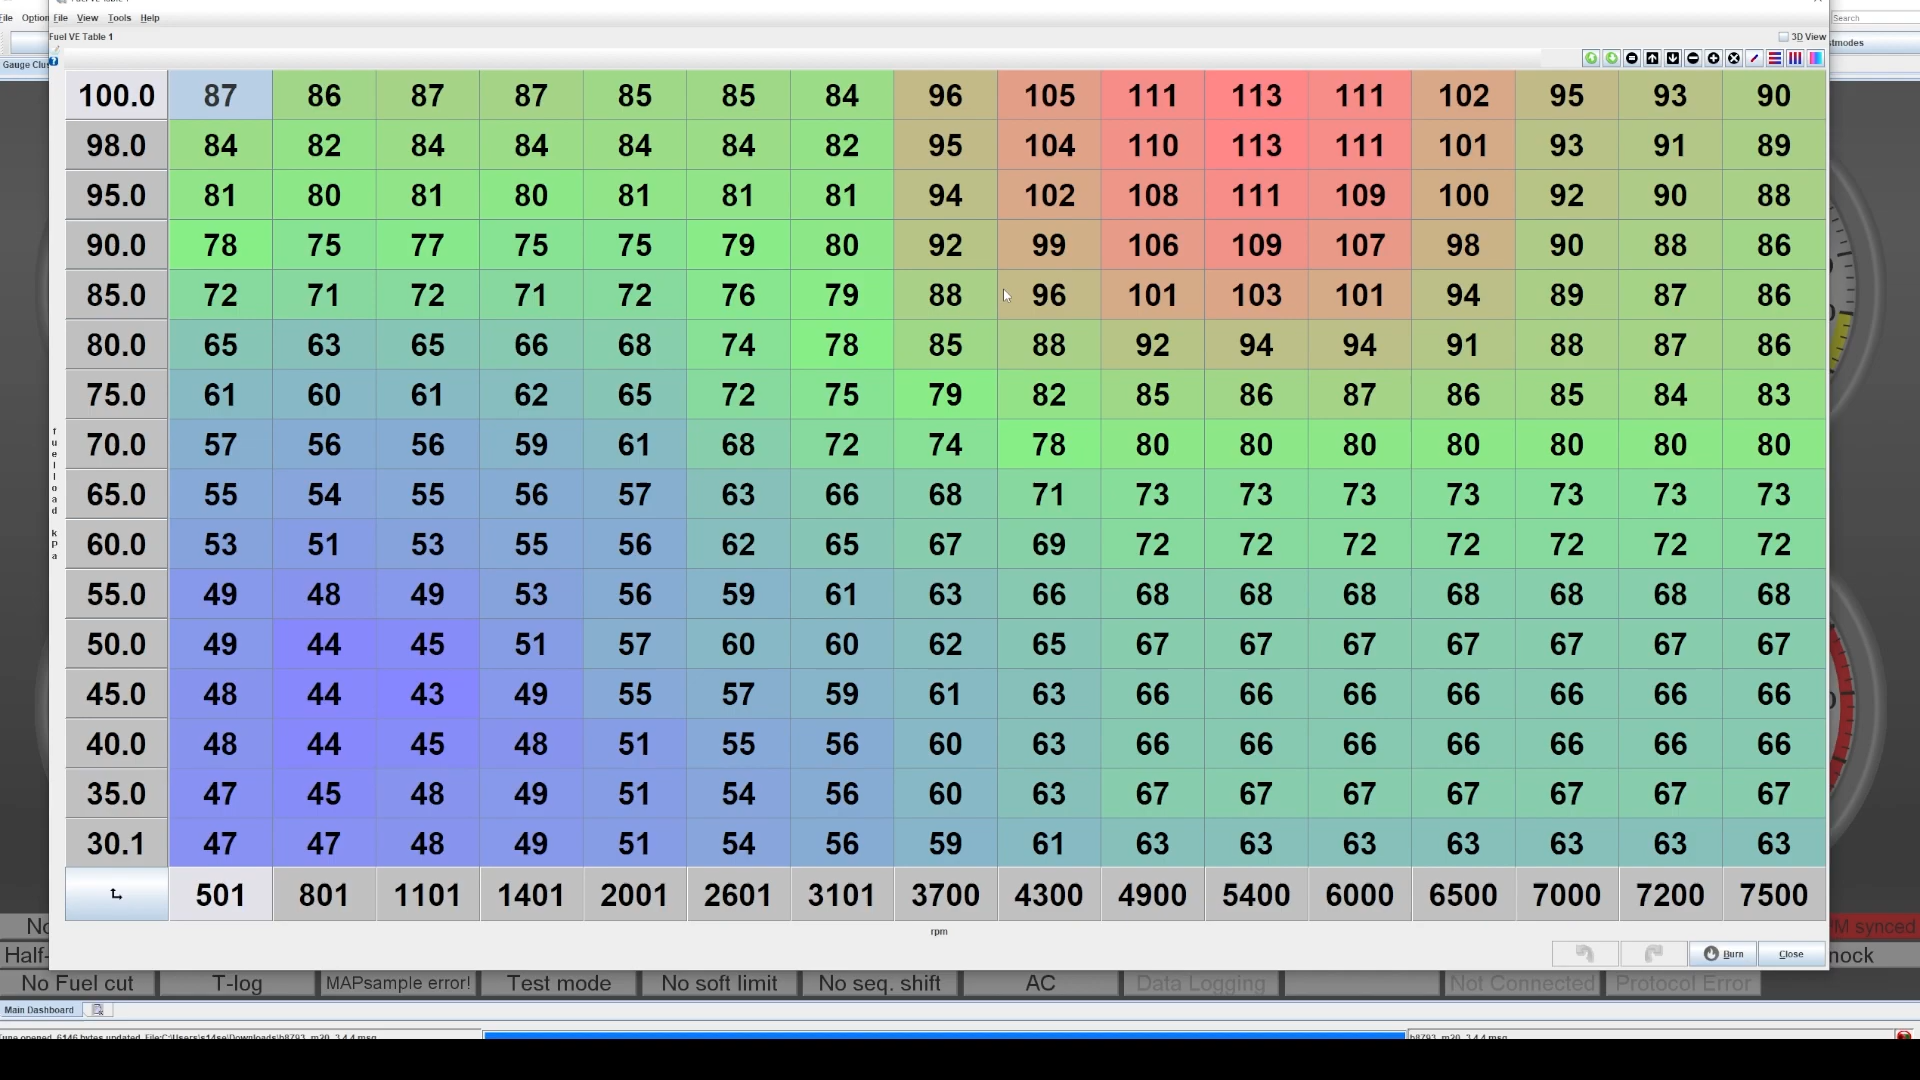 File Option File View Tools Help Search
Fuel VE Table 1 3D View
Gauge Clus
100.0 87 86 87 87 85 85 84 96 105 111 113 111 102 95 93 90
98.0 84 82 84 84 84 84 82 95 104 110 113 111 101 93 91 89
95.0 81 80 81 80 81 81 81 94 102 108 111 109 100 92 90 88
90.0 78 75 77 75 75 79 80 92 99 106 109 107 98 90 88 86
85.0 72 71 72 71 72 76 79 88 96 101 103 101 94 89 87 86
80.0 65 63 65 66 68 74 78 85 88 92 94 94 91 88 87 86
75.0 61 60 61 62 65 72 75 79 82 85 86 87 86 85 84 83
70.0 57 56 56 59 61 68 72 74 78 80 80 80 80 80 80 80
65.0 55 54 55 56 57 63 66 68 71 73 73 73 73 73 73 73
60.0 53 51 53 55 56 62 65 67 69 72 72 72 72 72 72 72
55.0 49 48 49 53 56 59 61 63 66 68 68 68 68 68 68 68
50.0 49 44 45 51 57 60 60 62 65 67 67 67 67 67 67 67
45.0 48 44 43 49 55 57 59 61 63 66 66 66 66 66 66 66
40.0 48 44 45 48 51 55 56 60 63 66 66 66 66 66 66 66
35.0 47 45 48 49 51 54 56 60 63 67 67 67 67 67 67 67
30.1 47 47 48 49 51 54 56 59 61 63 63 63 63 63 63 63
501 801 1101 1401 2001 2601 3101 3700 4300 4900 5400 6000 6500 7000 7200 7500
fuelload kPa
rpm
Burn Close
No M synced
Half- nock
No Fuel cut T-log MAPsample error! Test mode No soft limit No seq. shift AC Data Logging Not Connected Protocol Error
Main Dashboard